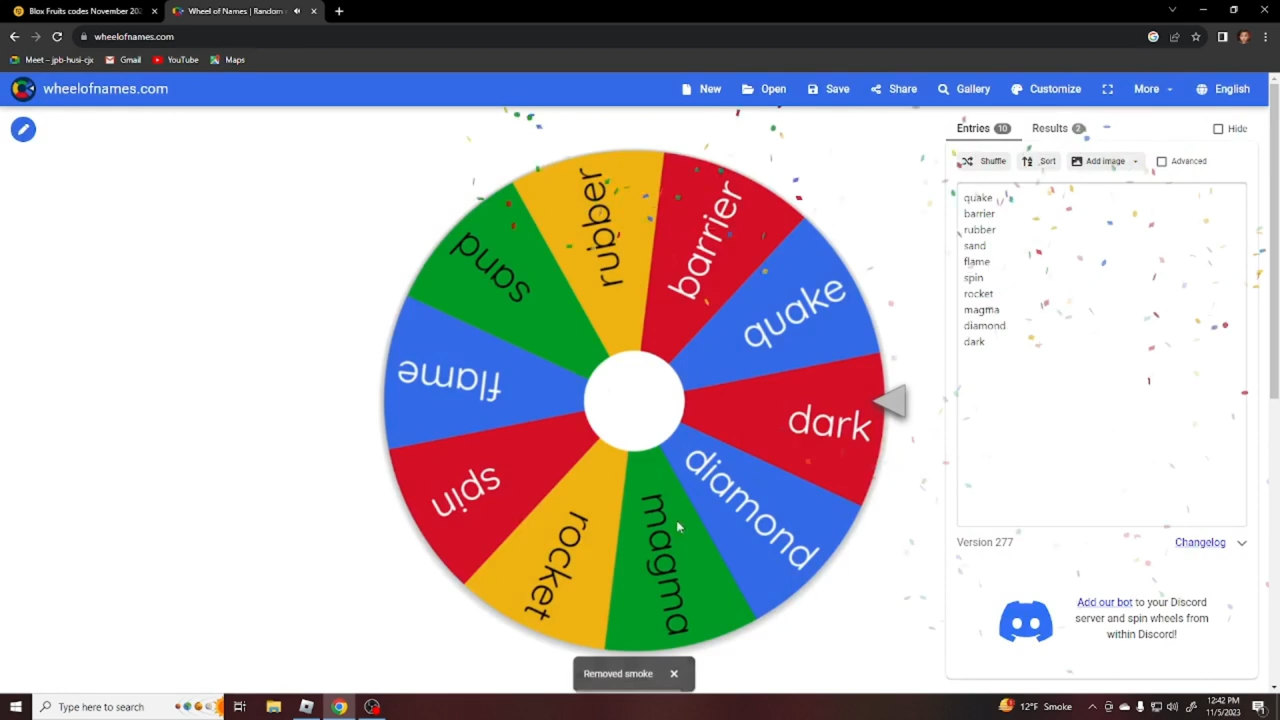 Blox Fruits codes November 202
Wheel of Names | Random
wheelofnames.com
Meet – jpb-husi-cjx
Gmail
YouTube
Maps
wheelofnames.com
New
Open
Save
Share
Gallery
Customize
More
English
Entries 10
Results 2
Hide
Shuffle
Sort
Add image
Advanced
quake
barrier
rubber
sand
flame
spin
rocket
magma
diamond
dark
rubber
barrier
quake
dark
diamond
magma
rocket
spin
flame
sand
Version 277
Changelog
Add our bot to your Discord
server and spin wheels from
within Discord!
Removed smoke
Type here to search
12°F Smoke
12:42 PM
11/5/2023